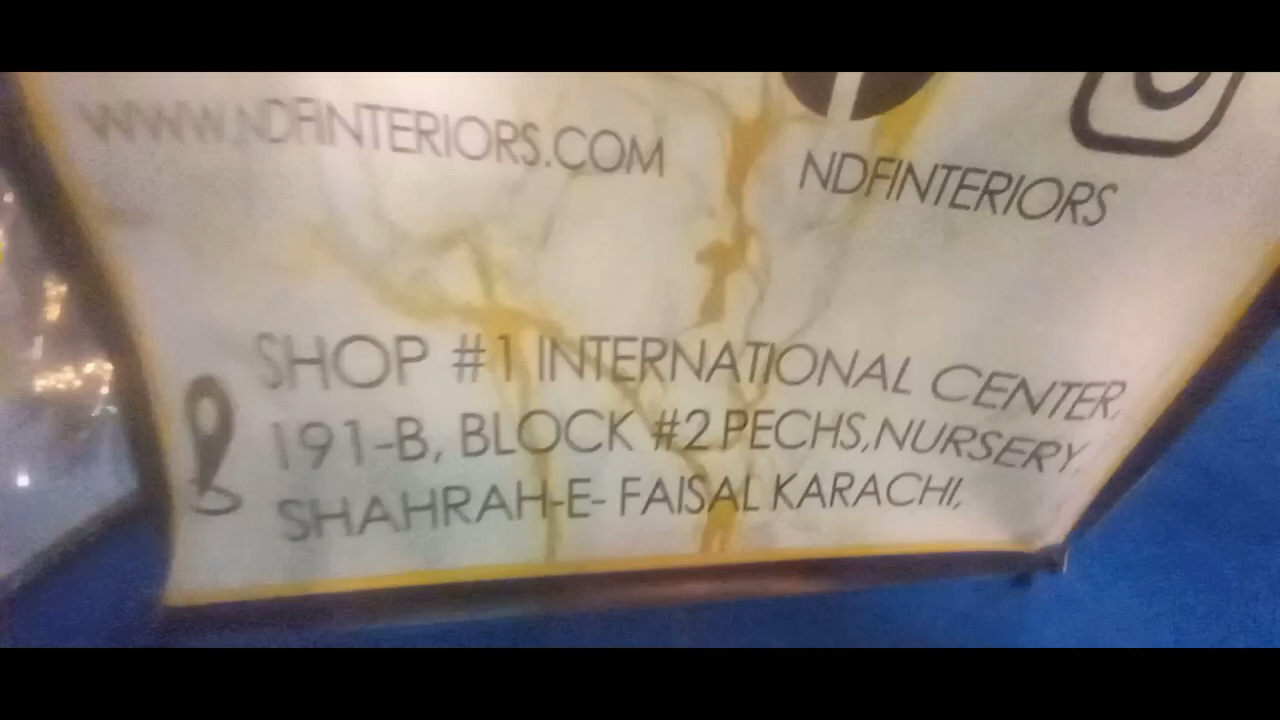 WWW.NDFINTERIORS.COM
NDFINTERIORS
SHOP #1 INTERNATIONAL CENTER,
191-B, BLOCK #2 PECHS,NURSERY,
SHAHRAH-E- FAISAL KARACHI,